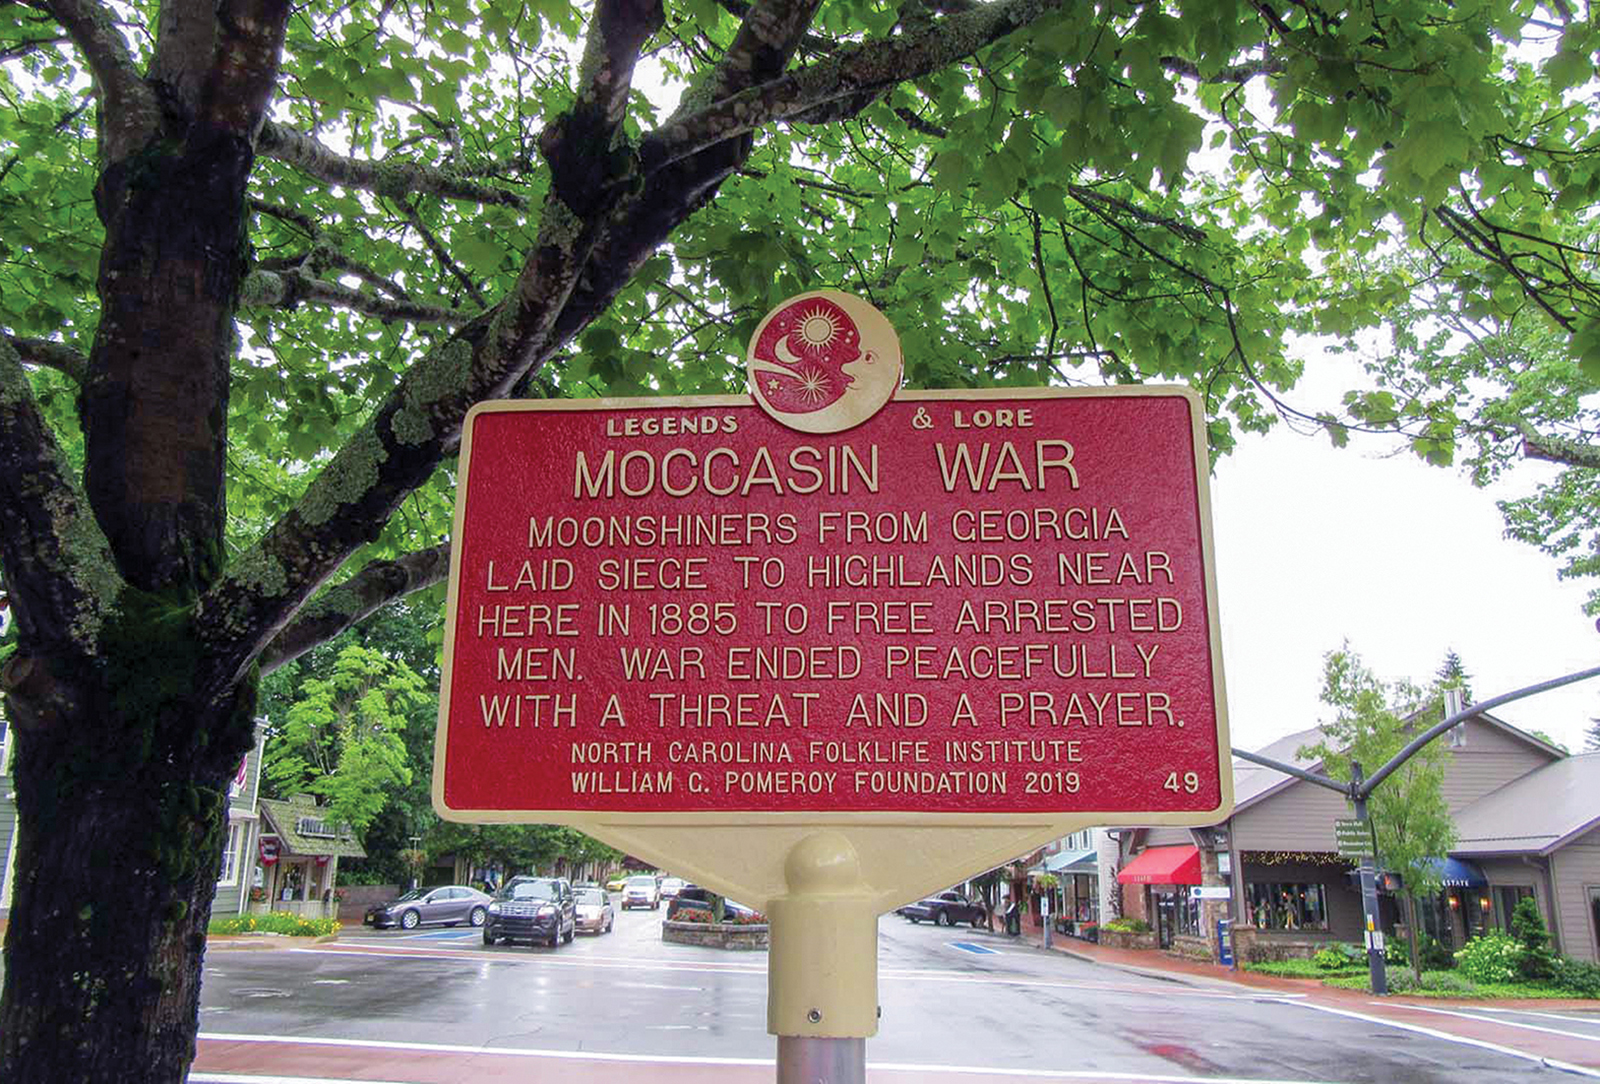 LEGENDS & LORE
MOCCASIN WAR
MOONSHINERS FROM GEORGIA
LAID SIEGE TO HIGHLANDS NEAR
HERE IN 1885 TO FREE ARRESTED
MEN. WAR ENDED PEACEFULLY
WITH A THREAT AND A PRAYER.
NORTH CAROLINA FOLKLIFE INSTITUTE
WILLIAM G. POMEROY FOUNDATION 2019 49
ESTATE